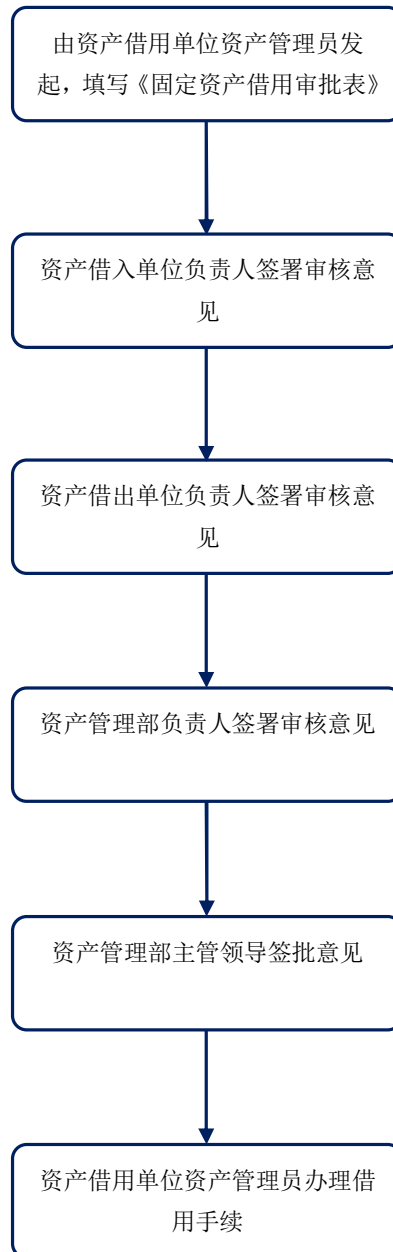 由资产借用单位资产管理员发
起，填写《固定资产借用审批表》
资产借入单位负责人签署审核意
见
资产借出单位负责人签署审核意
见
资产管理部负责人签署审核意见
资产管理部主管领导签批意见
资产借用单位资产管理员办理借
用手续